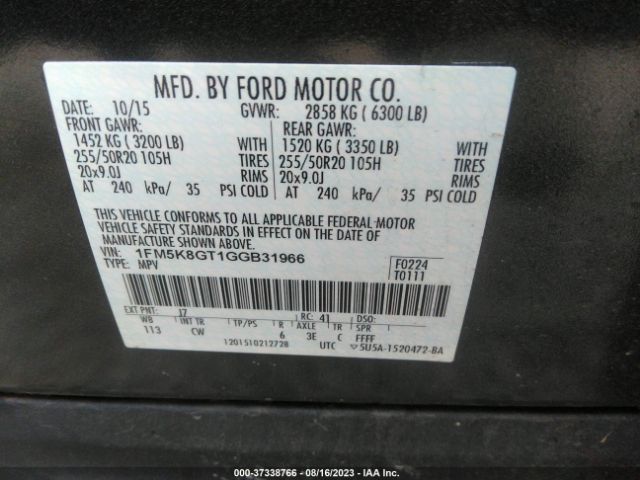 MFD. BY FORD MOTOR CO.
DATE: 10/15 GVWR: 2858 KG ( 6300 LB)
FRONT GAWR: REAR GAWR:
1452 KG ( 3200 LB) WITH 1520 KG ( 3350 LB) WITH
255/50R20 105H TIRES 255/50R20 105H TIRES
20x9.0J RIMS 20x9.0J RIMS
AT 240 kPa/ 35 PSI COLD AT 240 kPa/ 35 PSI COLD
THIS VEHICLE CONFORMS TO ALL APPLICABLE FEDERAL MOTOR
VEHICLE SAFETY STANDARDS IN EFFECT ON THE DATE OF
MANUFACTURE SHOWN ABOVE.
VIN: 1FM5K8GT1GGB31966
TYPE: MPV
F0224
T0111
EXT PNT: J7 RC: 41 DSO:
WB INT TR TP/PS R AXLE TR SPR
113 CW 6 3E C FFFF
1201510212728 UTC 5U5A-1520472-BA
000-37338766 - 08/16/2023 - IAA Inc.